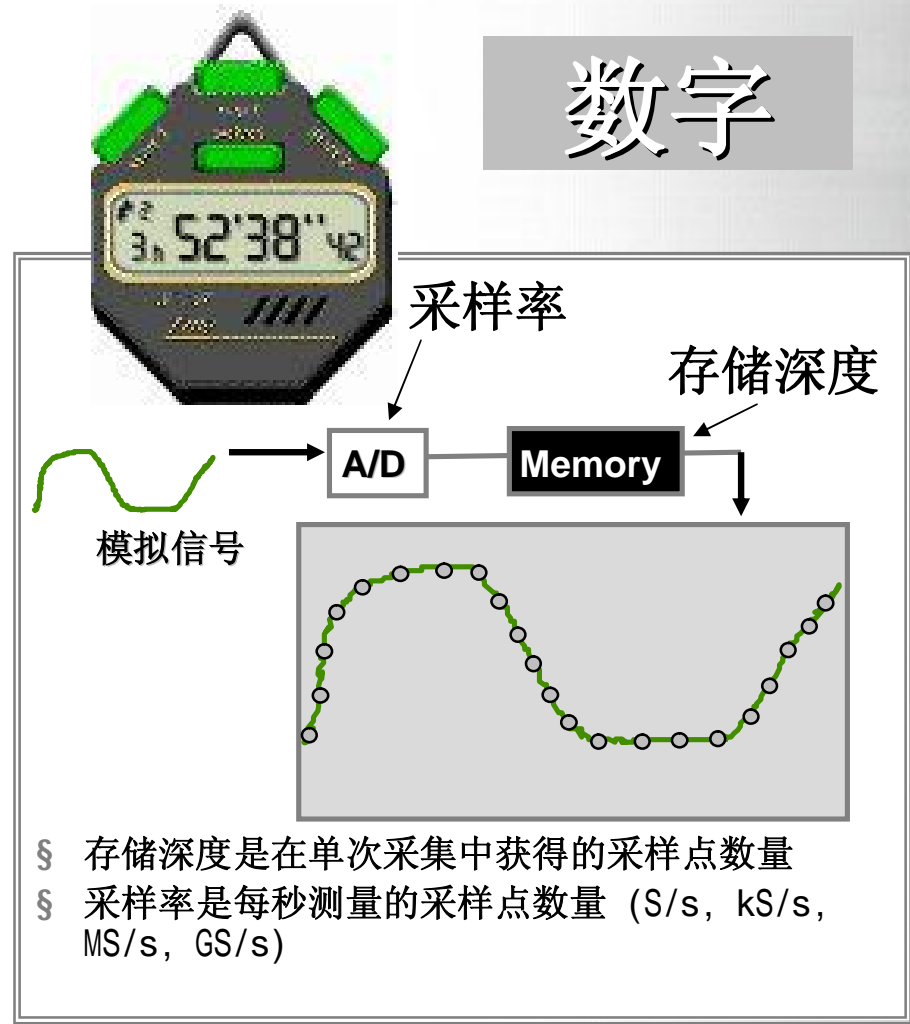 数字
2
3h 52'38''42
采样率
存储深度
A/D
Memory
模拟信号
§ 存储深度是在单次采集中获得的采样点数量
§ 采样率是每秒测量的采样点数量 (S/s, kS/s,
MS/s, GS/s)